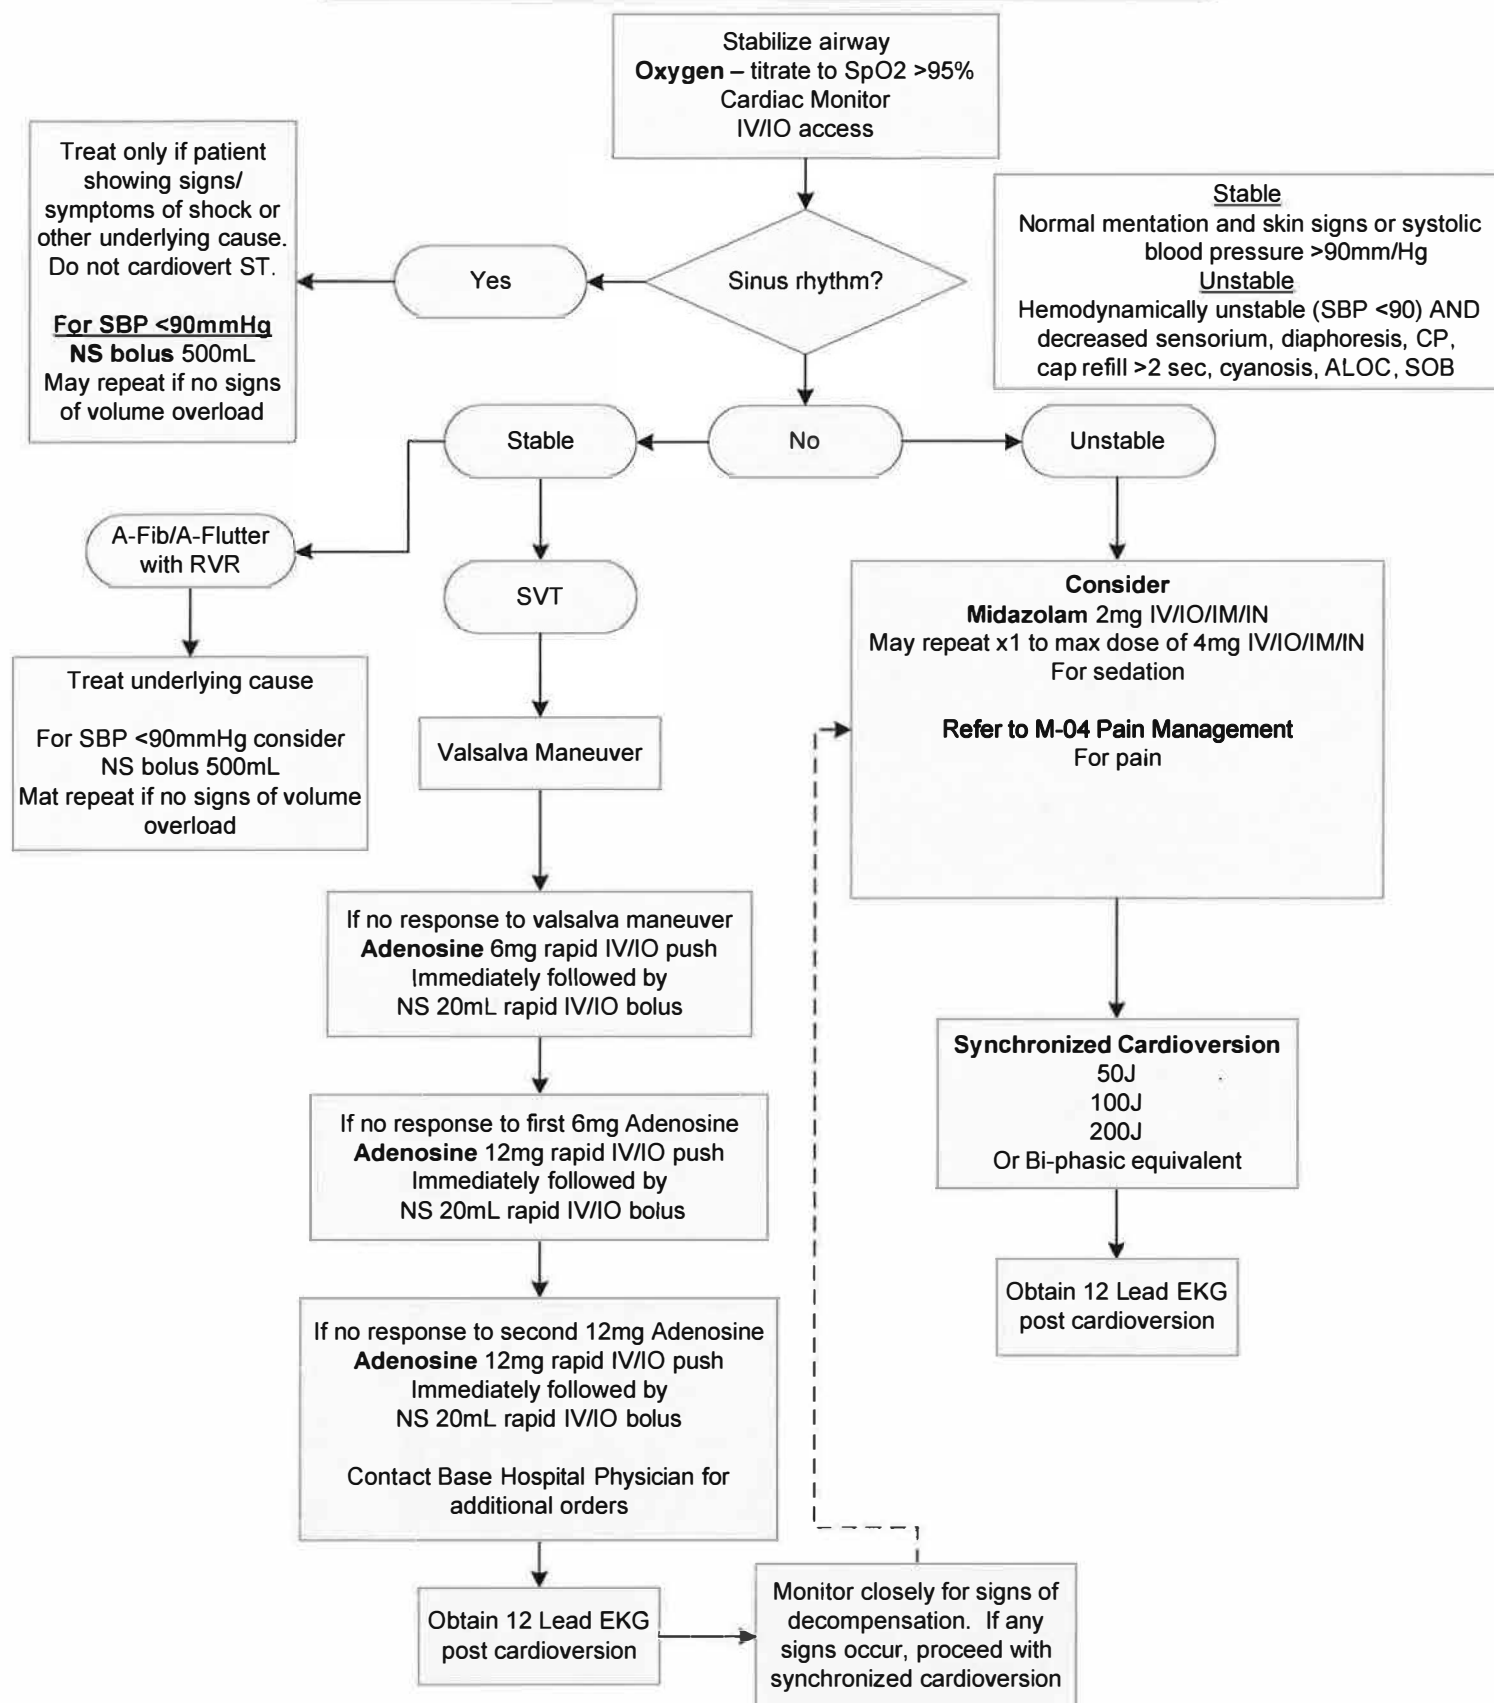 Stabilize airway
Oxygen – titrate to SpO2 >95%
Cardiac Monitor
IV/IO access
Treat only if patient
showing signs/
symptoms of shock or
other underlying cause.
Do not cardiovert ST.
For SBP <90mmHg
NS bolus 500mL
May repeat if no signs
of volume overload
Yes
Sinus rhythm?
Stable
Normal mentation and skin signs or systolic
blood pressure >90mm/Hg
Unstable
Hemodynamically unstable (SBP <90) AND
decreased sensorium, diaphoresis, CP,
cap refill >2 sec, cyanosis, ALOC, SOB
Stable
No
Unstable
A-Fib/A-Flutter
with RVR
SVT
Treat underlying cause
For SBP <90mmHg consider
NS bolus 500mL
Mat repeat if no signs of volume
overload
Valsalva Maneuver
Consider
Midazolam 2mg IV/IO/IM/IN
May repeat x1 to max dose of 4mg IV/IO/IM/IN
For sedation
Refer to M-04 Pain Management
For pain
If no response to valsalva maneuver
Adenosine 6mg rapid IV/IO push
Immediately followed by
NS 20mL rapid IV/IO bolus
If no response to first 6mg Adenosine
Adenosine 12mg rapid IV/IO push
Immediately followed by
NS 20mL rapid IV/IO bolus
If no response to second 12mg Adenosine
Adenosine 12mg rapid IV/IO push
Immediately followed by
NS 20mL rapid IV/IO bolus
Contact Base Hospital Physician for
additional orders
Synchronized Cardioversion
50J
100J
200J
Or Bi-phasic equivalent
Obtain 12 Lead EKG
post cardioversion
Obtain 12 Lead EKG
post cardioversion
Monitor closely for signs of
decompensation. If any
signs occur, proceed with
synchronized cardioversion